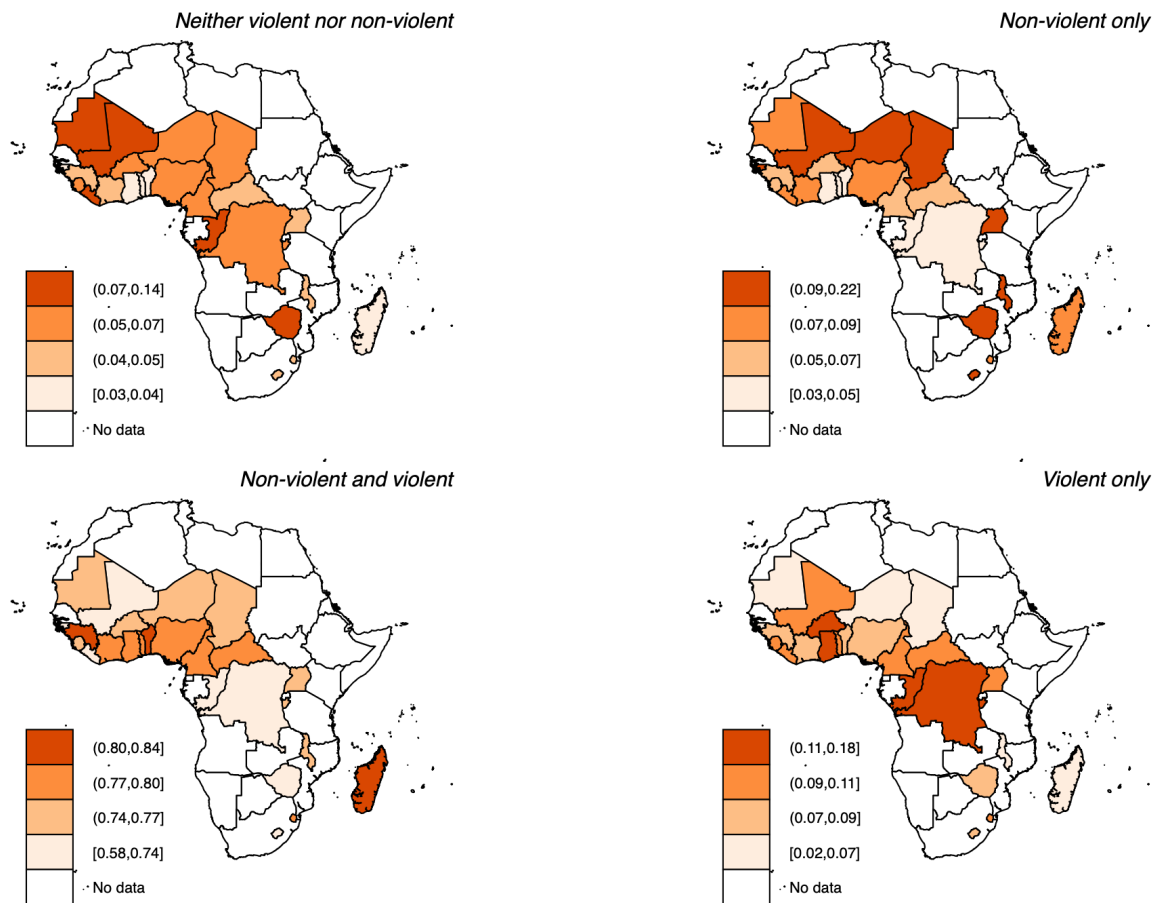 Neither violent nor non-violent
(0.07,0.14]
(0.05,0.07]
(0.04,0.05]
[0.03,0.04]
No data
Non-violent only
(0.09,0.22]
(0.07,0.09]
(0.05,0.07]
[0.03,0.05]
No data
Non-violent and violent
(0.80,0.84]
(0.77,0.80]
(0.74,0.77]
[0.58,0.74]
No data
Violent only
(0.11,0.18]
(0.09,0.11]
(0.07,0.09]
[0.02,0.07]
No data